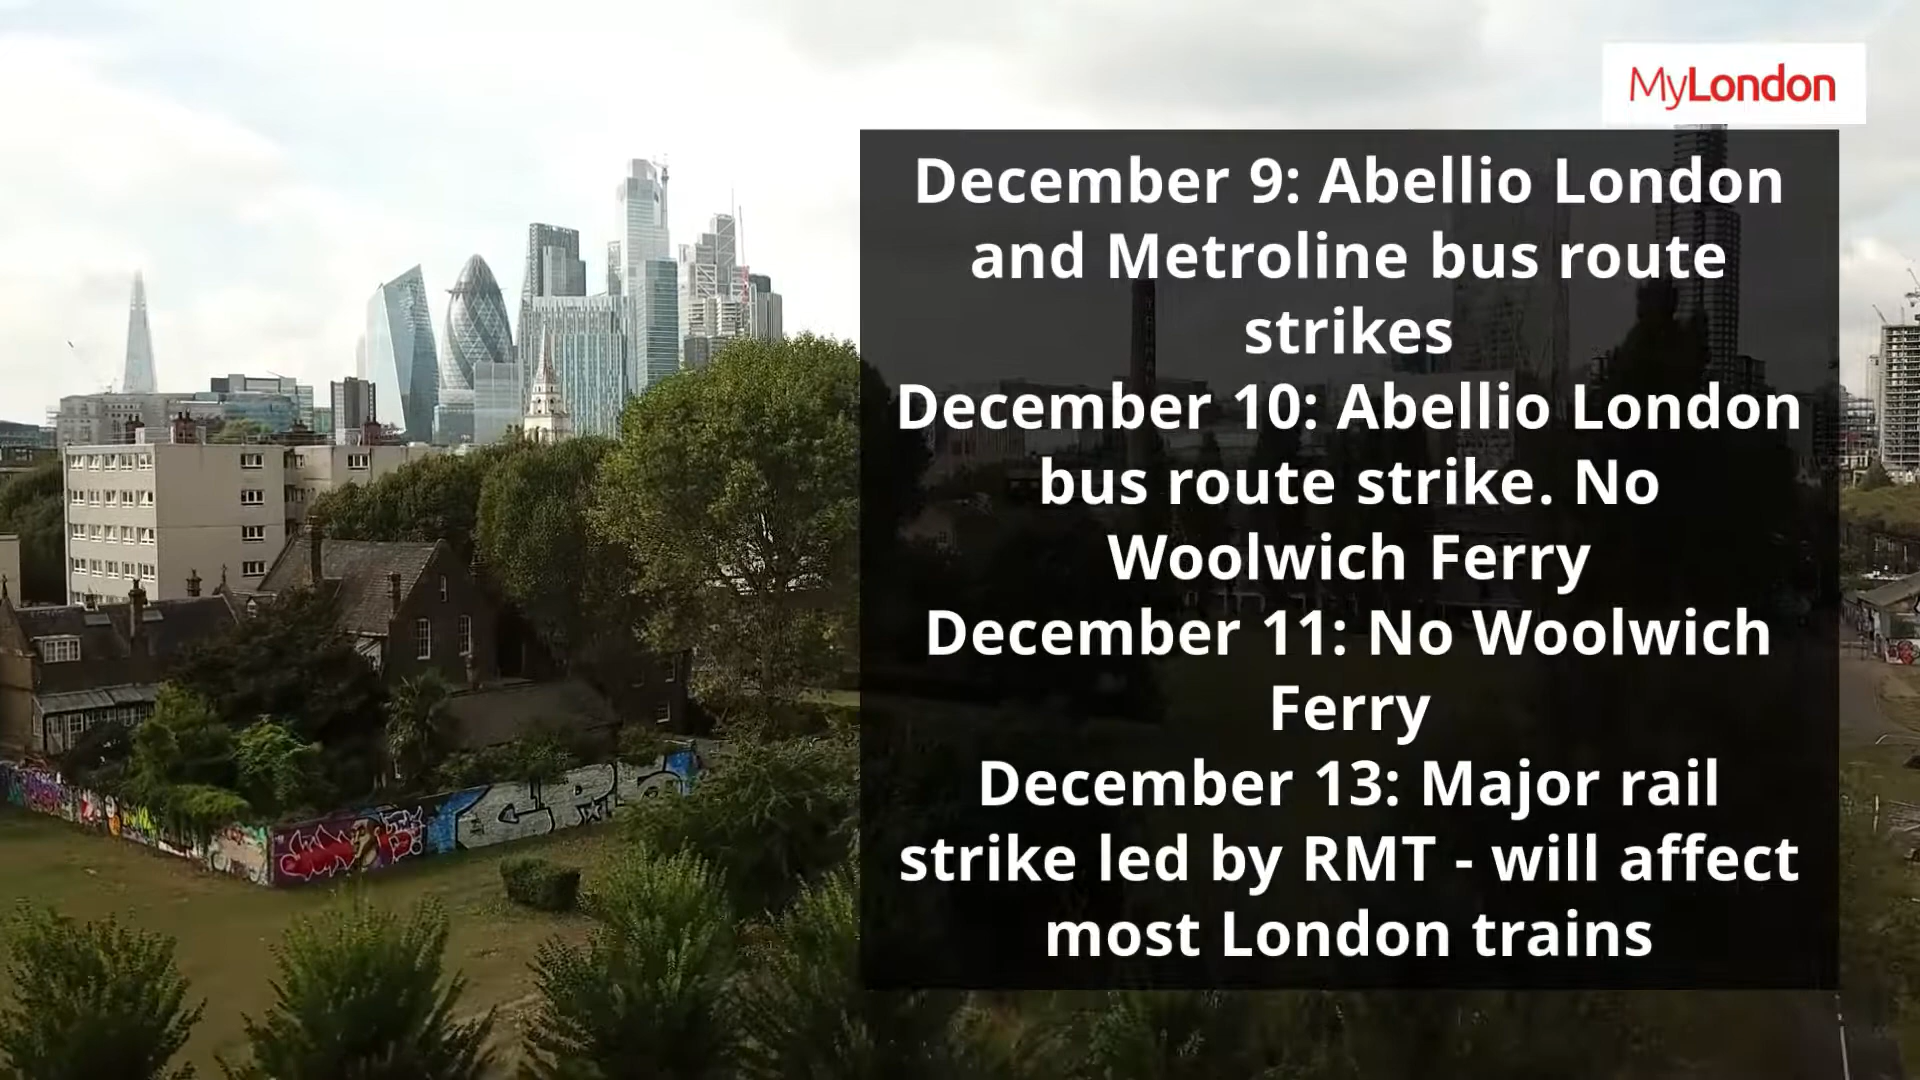 MyLondon
December 9: Abellio London
and Metroline bus route
strikes
December 10: Abellio London
bus route strike. No
Woolwich Ferry
December 11: No Woolwich
Ferry
December 13: Major rail
strike led by RMT - will affect
most London trains